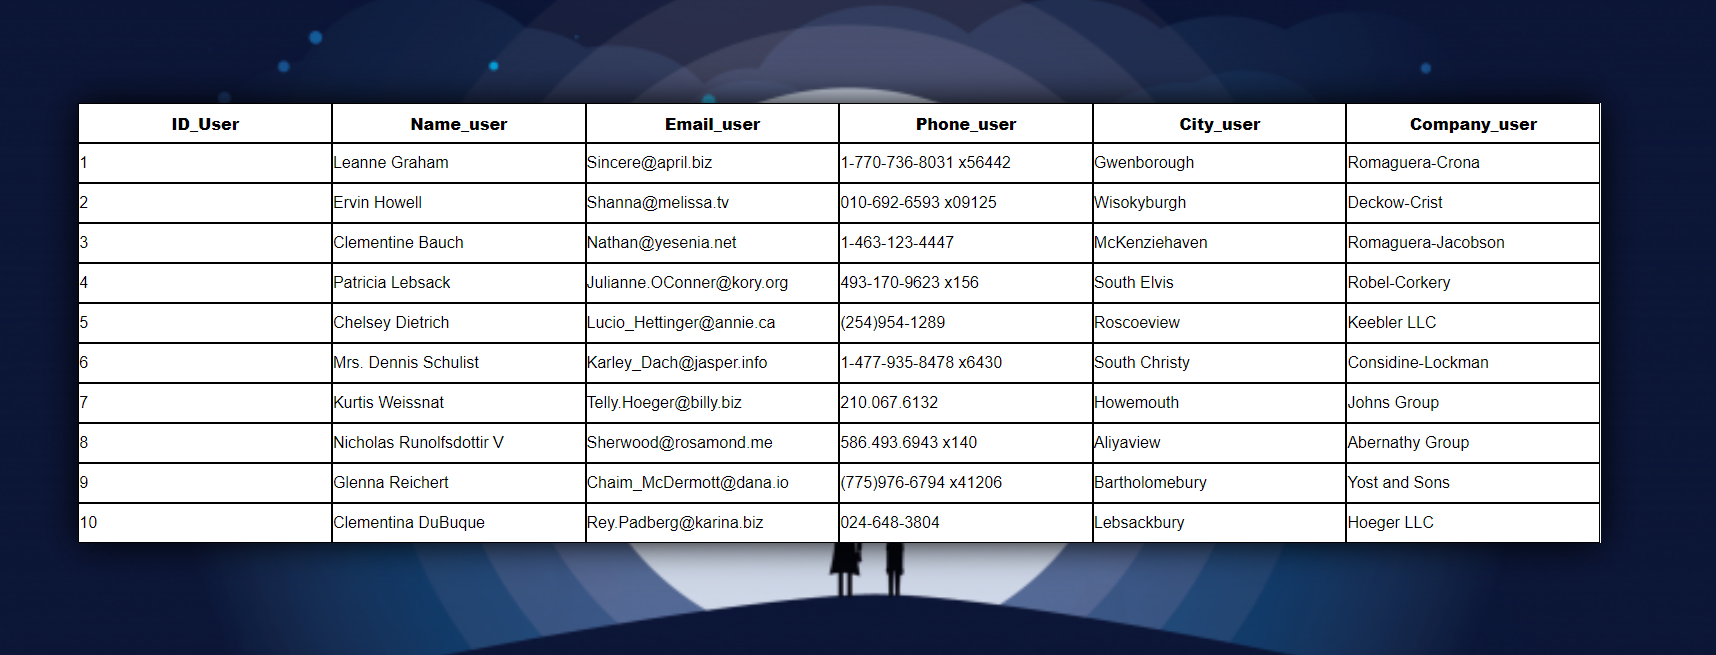 ID_User Name_user Email_user Phone_user City_user Company_user
1 Leanne Graham Sincere@april.biz 1-770-736-8031 x56442 Gwenborough Romaguera-Crona
2 Ervin Howell Shanna@melissa.tv 010-692-6593 x09125 Wisokyburgh Deckow-Crist
3 Clementine Bauch Nathan@yesenia.net 1-463-123-4447 McKenziehaven Romaguera-Jacobson
4 Patricia Lebsack Julianne.OConner@kory.org 493-170-9623 x156 South Elvis Robel-Corkery
5 Chelsey Dietrich Lucio_Hettinger@annie.ca (254)954-1289 Roscoeview Keebler LLC
6 Mrs. Dennis Schulist Karley_Dach@jasper.info 1-477-935-8478 x6430 South Christy Considine-Lockman
7 Kurtis Weissnat Telly.Hoeger@billy.biz 210.067.6132 Howemouth Johns Group
8 Nicholas Runolfsdottir V Sherwood@rosamond.me 586.493.6943 x140 Aliyaview Abernathy Group
9 Glenna Reichert Chaim_McDermott@dana.io (775)976-6794 x41206 Bartholomebury Yost and Sons
10 Clementina DuBuque Rey.Padberg@karina.biz 024-648-3804 Lebsackbury Hoeger LLC